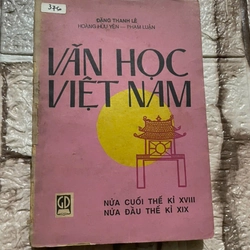 376
ĐẶNG THANH LÊ
HOÀNG HỮU YÊN – PHẠM LUẬN
VĂN HỌC
VIỆT NAM
NỬA CUỐI THẾ KỈ XVIII
NỬA ĐẦU THẾ KỈ XIX
GD